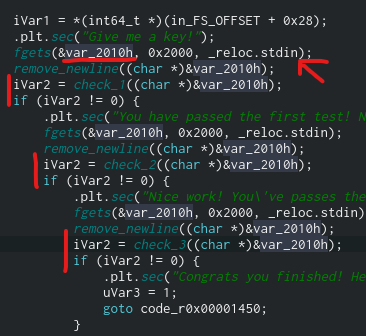 iVar1 = *(int64_t *)(in_FS_OFFSET + 0x28);
.plt.sec("Give me a key!");
fgets(&var_2010h, 0x2000, _reloc.stdin);
remove_newline((char *)&var_2010h);
iVar2 = check_1((char *)&var_2010h);
if (iVar2 != 0) {
.plt.sec("You have passed the first test! N
fgets(&var_2010h, 0x2000, _reloc.stdin);
remove_newline((char *)&var_2010h);
iVar2 = check_2((char *)&var_2010h);
if (iVar2 != 0) {
.plt.sec("Nice work! You\'ve passes the
fgets(&var_2010h, 0x2000, _reloc.stdin)
remove_newline((char *)&var_2010h);
iVar2 = check_3((char *)&var_2010h);
if (iVar2 != 0) {
.plt.sec("Congrats you finished! He
uVar3 = 1;
goto code_r0x00001450;
}